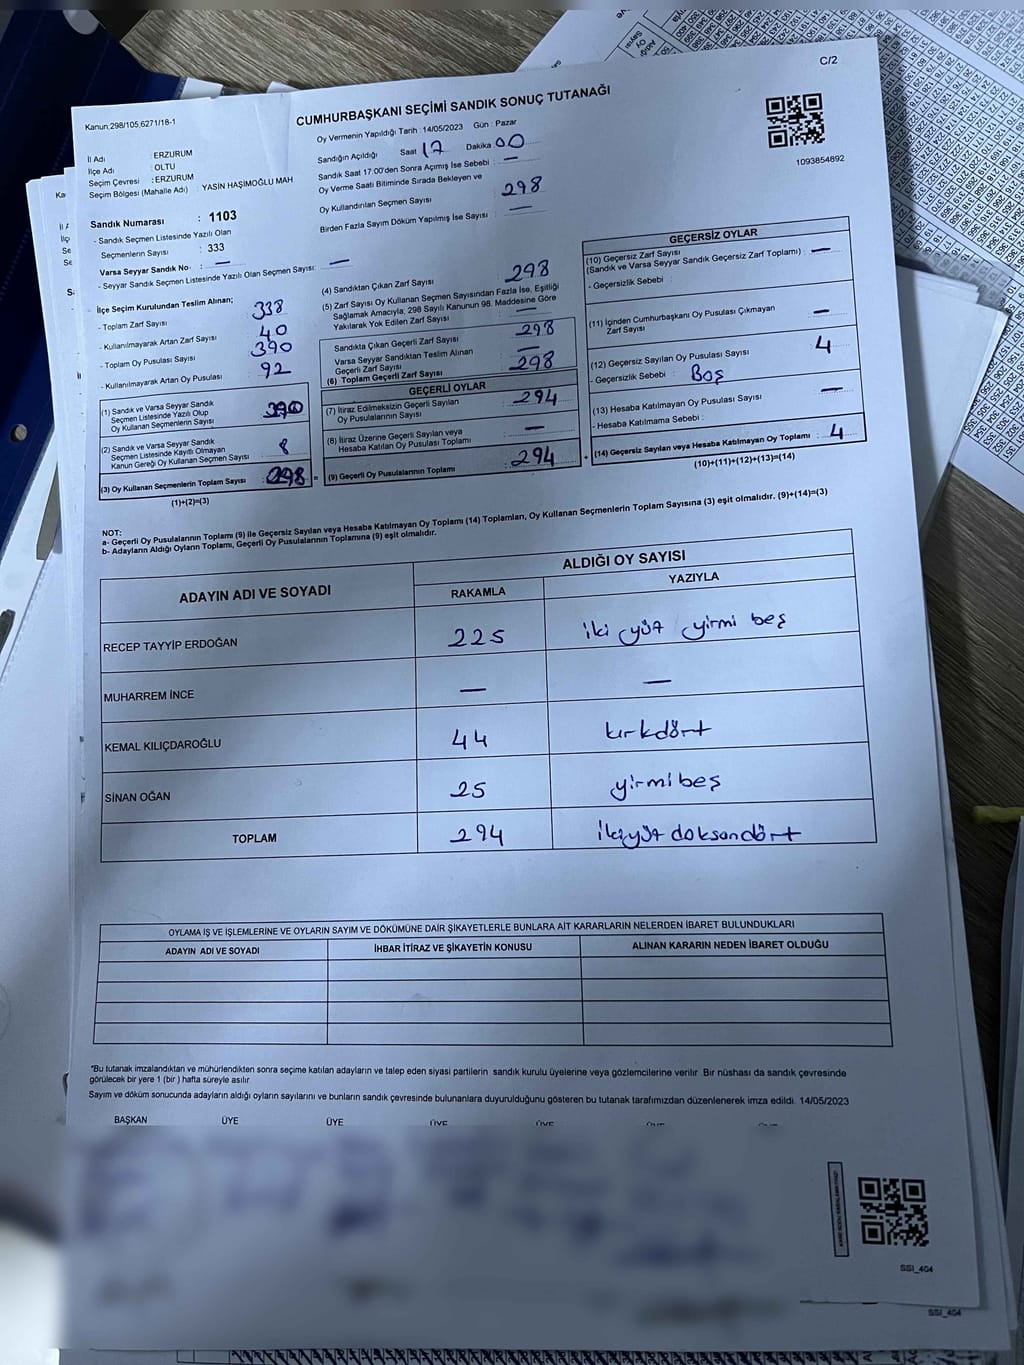 C/2
Kanun:298/105;6271/18-1
CUMHURBAŞKANI SEÇİMİ SANDIK SONUÇ TUTANAĞI
Oy Vermenin Yapıldığı Tarih : 14/05/2023 Gün : Pazar
İl Adı : ERZURUM
İlçe Adı : OLTU
Seçim Çevresi : ERZURUM
Seçim Bölgesi (Mahalle Adı) : YASİN HAŞİMOĞLU MAH
Sandığın Açıldığı Saat 17 Dakika 00
Sandık Saat 17:00'den Sonra Açımış İse Sebebi : —
Oy Verme Saati Bitiminde Sırada Bekleyen ve
Oy Kullandırılan Seçmen Sayısı 298
Birden Fazla Sayım Döküm Yapılmış İse Sayısı : —
1093854892
Sandık Numarası : 1103
- Sandık Seçmen Listesinde Yazılı Olan
Seçmenlerin Sayısı : 333
Varsa Seyyar Sandık No : —
- Seyyar Sandık Seçmen Listesinde Yazılı Olan Seçmen Sayısı: —
İlçe Seçim Kurulundan Teslim Alınan;
- Toplam Zarf Sayısı 338
- Kullanılmayarak Artan Zarf Sayısı 40
- Toplam Oy Pusulası Sayısı 390
- Kullanılmayarak Artan Oy Pusulası 92
(1) Sandık ve Varsa Seyyar Sandık
Seçmen Listesinde Yazılı Olup
Oy Kullanan Seçmenlerin Sayısı
(2) Sandık ve Varsa Seyyar Sandık
Seçmen Listesinde Kayıtlı Olmayan
Kanun Gereği Oy Kullanan Seçmen Sayısı 8
(3) Oy Kullanan Seçmenlerin Toplam Sayısı : 298
(1)+(2)=(3)
(4) Sandıktan Çıkan Zarf Sayısı 298
(5) Zarf Sayısı Oy Kullanan Seçmen Sayısından Fazla İse, Eşitliği
Sağlamak Amacıyla, 298 Sayılı Kanunun 98. Maddesine Göre
Yakılarak Yok Edilen Zarf Sayısı —
Sandıkta Çıkan Geçerli Zarf Sayısı 298
Varsa Seyyar Sandıktan Teslim Alınan
Geçerli Zarf Sayısı —
(6) Toplam Geçerli Zarf Sayısı 298
GEÇERLİ OYLAR
(7) İtiraz Edilmeksizin Geçerli Sayılan
Oy Pusulalarının Sayısı 294
(8) İtiraz Üzerine Geçerli Sayılan veya
Hesaba Katılan Oy Pusulası Toplamı —
= (9) Geçerli Oy Pusulalarının Toplamı : 294
GEÇERSİZ OYLAR
(10) Geçersiz Zarf Sayısı
(Sandık ve Varsa Seyyar Sandık Geçersiz Zarf Toplamı) : —
- Geçersizlik Sebebi :
(11) İçinden Cumhurbaşkanı Oy Pusulası Çıkmayan
Zarf Sayısı —
(12) Geçersiz Sayılan Oy Pusulası Sayısı 4
- Geçersizlik Sebebi : Boş
(13) Hesaba Katılmayan Oy Pusulası Sayısı —
- Hesaba Katılmama Sebebi :
+ (14) Geçersiz Sayılan veya Hesaba Katılmayan Oy Toplamı : 4
(10)+(11)+(12)+(13)=(14)
NOT:
a- Geçerli Oy Pusulalarının Toplamı (9) ile Geçersiz Sayılan veya Hesaba Katılmayan Oy Toplamı (14) Toplamları, Oy Kullanan Seçmenlerin Toplam Sayısına (3) eşit olmalıdır. (9)+(14)=(3)
b- Adayların Aldığı Oyların Toplamı, Geçerli Oy Pusulalarının Toplamına (9) eşit olmalıdır.
ADAYIN ADI VE SOYADI
ALDIĞI OY SAYISI
RAKAMLA YAZIYLA
RECEP TAYYİP ERDOĞAN 225 iki yüz yirmi beş
MUHARREM İNCE — —
KEMAL KILIÇDAROĞLU 44 kırkdört
SİNAN OĞAN 25 yirmibeş
TOPLAM 294 ikiyüz doksandört
OYLAMA İŞ VE İŞLEMLERİNE VE OYLARIN SAYIM VE DÖKÜMÜNE DAİR ŞİKAYETLERLE BUNLARA AİT KARARLARIN NELERDEN İBARET BULUNDUKLARI
ADAYIN ADI VE SOYADI İHBAR İTİRAZ VE ŞİKAYETİN KONUSU ALINAN KARARIN NEDEN İBARET OLDUĞU
*Bu tutanak imzalandıktan ve mühürlendikten sonra seçime katılan adayların ve talep eden siyasi partilerin sandık kurulu üyelerine veya gözlemcilerine verilir. Bir nüshası da sandık çevresinde
görülecek bir yere 1 (bir ) hafta süreyle asılır.
Sayım ve döküm sonucunda adayların aldığı oyların sayılarını ve bunların sandık çevresinde bulunanlara duyurulduğunu gösteren bu tutanak tarafımızdan düzenlenerek imza edildi. 14/05/2023
BAŞKAN ÜYE ÜYE ÜYE ÜYE ÜYE
SSI_404
SSI_404